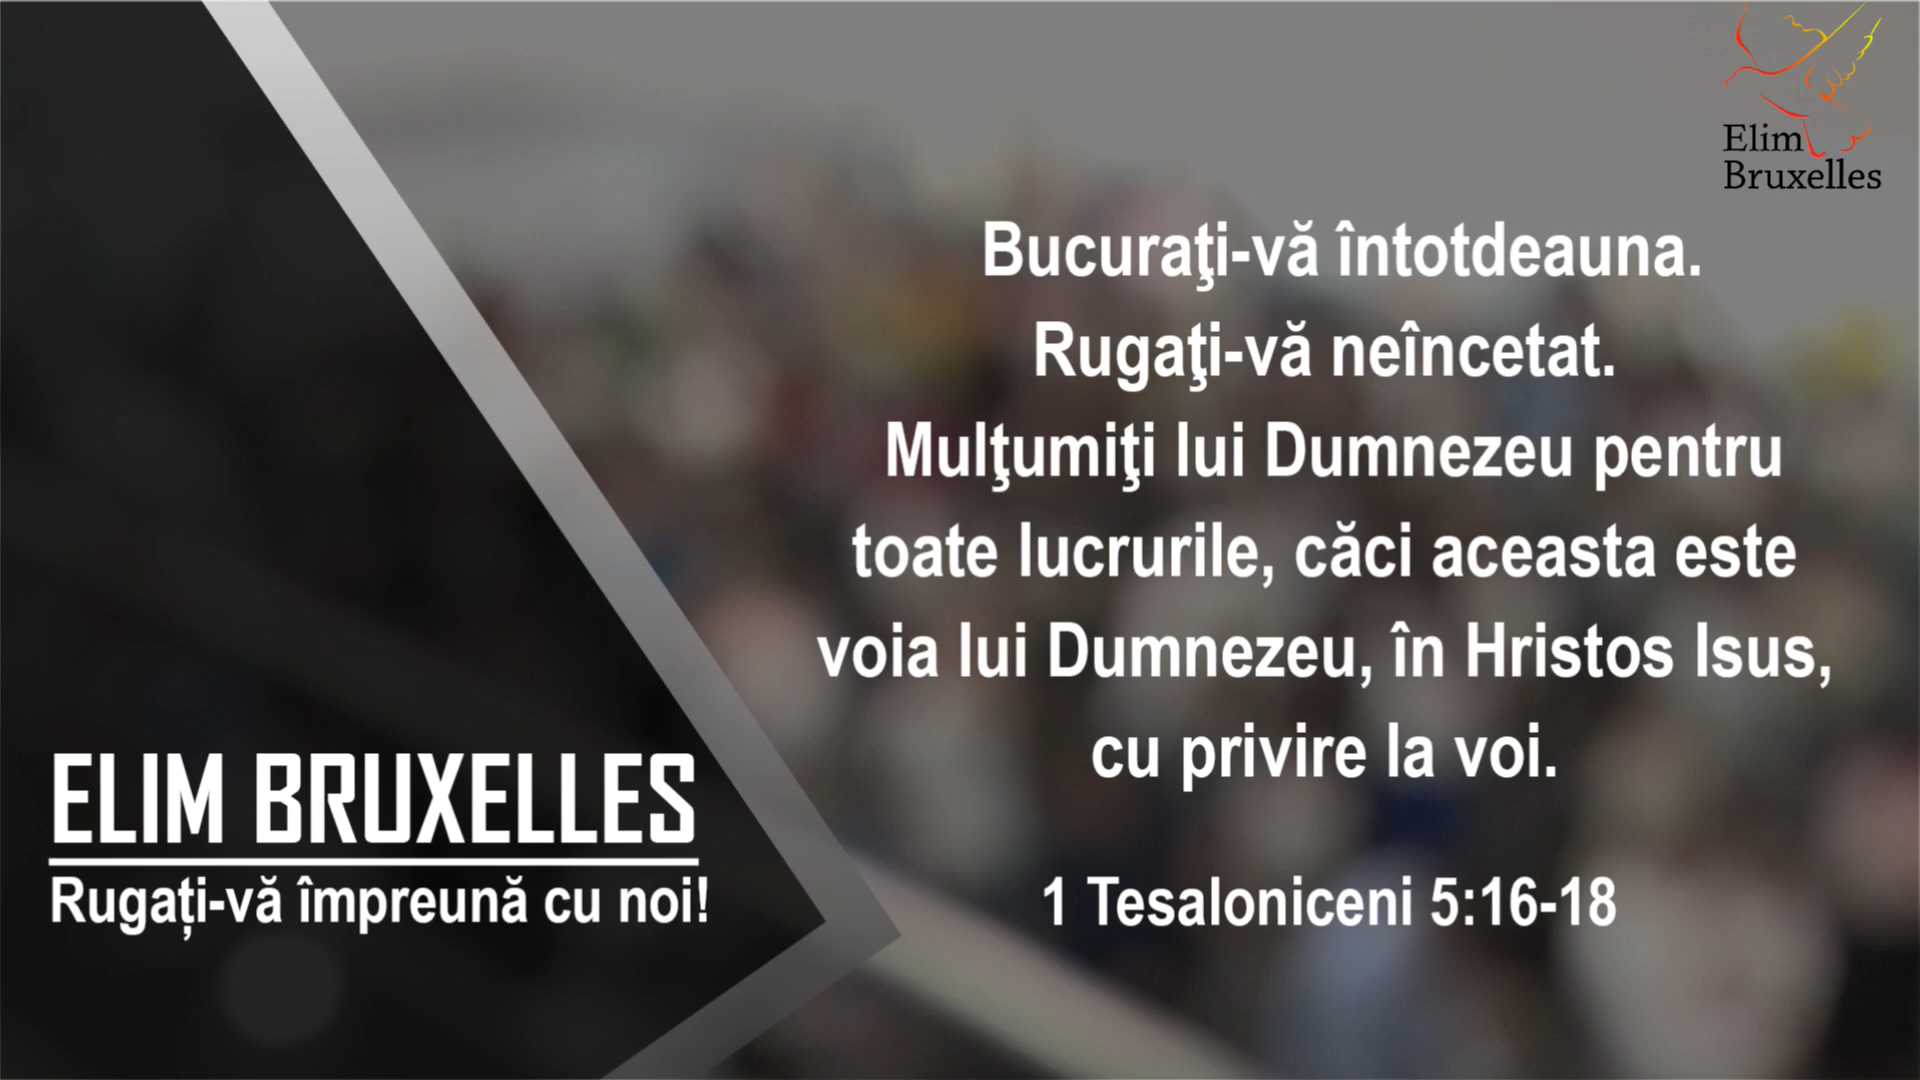 Elim
Bruxelles
Bucuraţi-vă întotdeauna.
Rugaţi-vă neîncetat.
Mulţumiţi lui Dumnezeu pentru
toate lucrurile, căci aceasta este
voia lui Dumnezeu, în Hristos Isus,
cu privire la voi.
1 Tesaloniceni 5:16-18
ELIM BRUXELLES
Rugați-vă împreună cu noi!